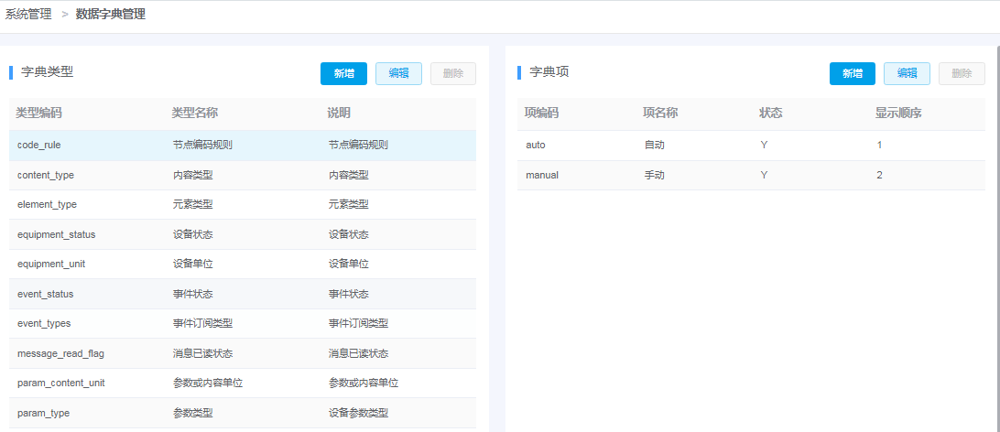 系统管理 > 数据字典管理
字典类型 新增 编辑 删除
类型编码 类型名称 说明
code_rule 节点编码规则 节点编码规则
content_type 内容类型 内容类型
element_type 元素类型 元素类型
equipment_status 设备状态 设备状态
equipment_unit 设备单位 设备单位
event_status 事件状态 事件状态
event_types 事件订阅类型 事件订阅类型
message_read_flag 消息已读状态 消息已读状态
param_content_unit 参数或内容单位 参数或内容单位
param_type 参数类型 设备参数类型
字典项 新增 编辑 删除
项编码 项名称 状态 显示顺序
auto 自动 Y 1
manual 手动 Y 2